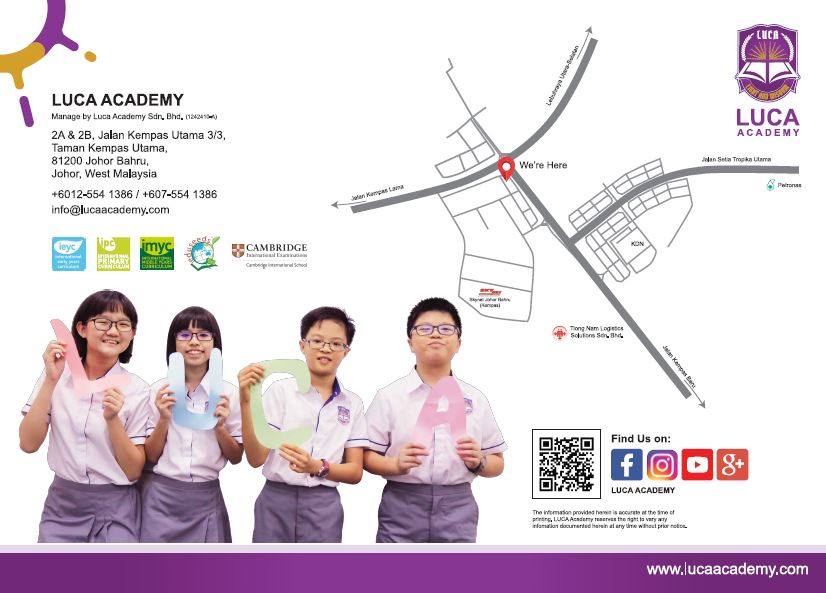 LUCA ACADEMY
Manage by Luca Academy Sdn. Bhd. (1242410-A)
2A & 2B, Jalan Kempas Utama 3/3,
Taman Kempas Utama,
81200 Johor Bahru,
Johor, West Malaysia
+6012-554 1386 / +607-554 1386
info@lucaacademy.com
ieyc
international
early years
curriculum
ipc
INTERNATIONAL
PRIMARY
CURRICULUM
imyc
INTERNATIONAL
MIDDLE YEARS
CURRICULUM
CAMBRIDGE
International Examinations
Cambridge International School
Lebuhraya Utara-Selatan
We're Here
Jalan Kempas Lama
Jalan Setia Tropika Utama
Petronas
KDN
Skynet Johor Bahru
(Kempas)
Tiong Nam Logistics
Solutions Sdn. Bhd.
Jalan Kempas Baru
LUCA
LIGHT AND WISDOM
LUCA
ACADEMY
L U C A
Find Us on:
LUCA ACADEMY
The information provided herein is accurate at the time of
printing, LUCA Academy reserves the right to vary any
information documented herein at any time without prior notice.
www.lucaacademy.com